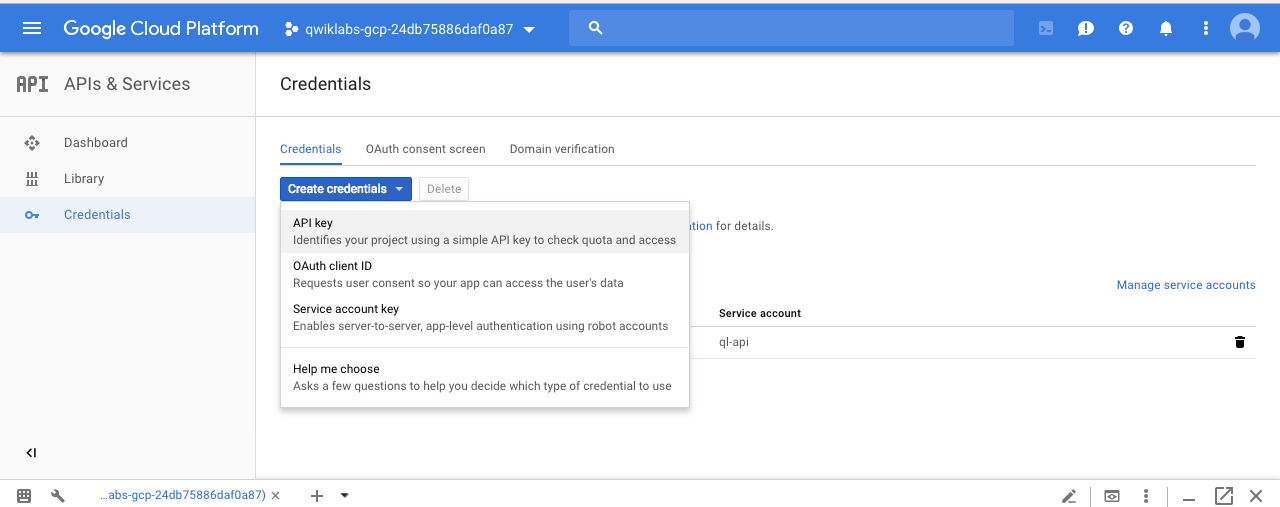 Google Cloud Platform
qwiklabs-gcp-24db75886daf0a87
API APIs & Services
Credentials
Dashboard
Library
Credentials
Credentials OAuth consent screen Domain verification
Create credentials Delete
API key
Identifies your project using a simple API key to check quota and access
for details.
OAuth client ID
Requests user consent so your app can access the user's data
Manage service accounts
Service account key
Enables server-to-server, app-level authentication using robot accounts
Service account
ql-api
Help me choose
Asks a few questions to help you decide which type of credential to use
...abs-gcp-24db75886daf0a87)